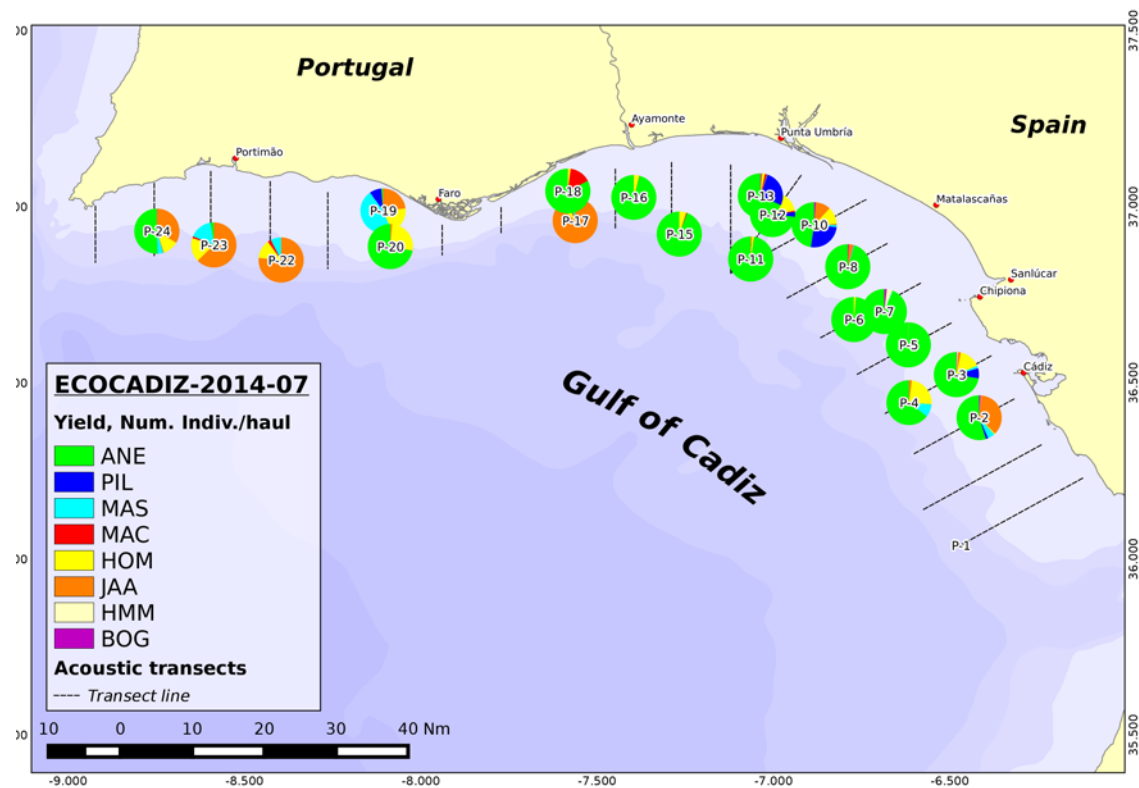 37.500
Portugal
Spain
Ayamonte
Punta Umbría
Portimão
Matalascañas
Faro
37.000
P-18
P-13
P-16
P-19
P-12
P-17
P-10
P-24
P-15
P-23
P-20
P-11
P-22
P-8
Sanlúcar
Chipiona
P-7
P-6
P-5
Cádiz
P-3
36.500
P-4
P-2
Gulf of Cadiz
P-1
36.000
35.500
ECOCADIZ-2014-07
Yield, Num. Indiv./haul
ANE
PIL
MAS
MAC
HOM
JAA
HMM
BOG
Acoustic transects
Transect line
10 0 10 20 30 40 Nm
-9.000 -8.500 -8.000 -7.500 -7.000 -6.500